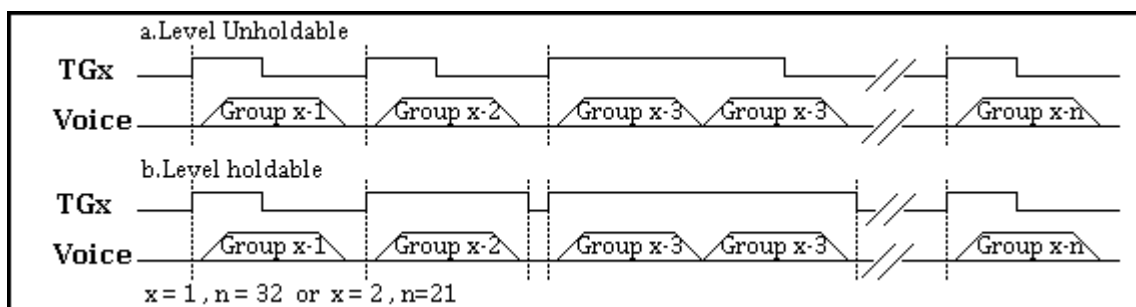 a.Level Unholdable
TGx
Voice Group x-1 Group x-2 Group x-3 Group x-3 Group x-n
b.Level holdable
TGx
Voice Group x-1 Group x-2 Group x-3 Group x-3 Group x-n
x = 1 , n = 32 or x = 2 , n=21